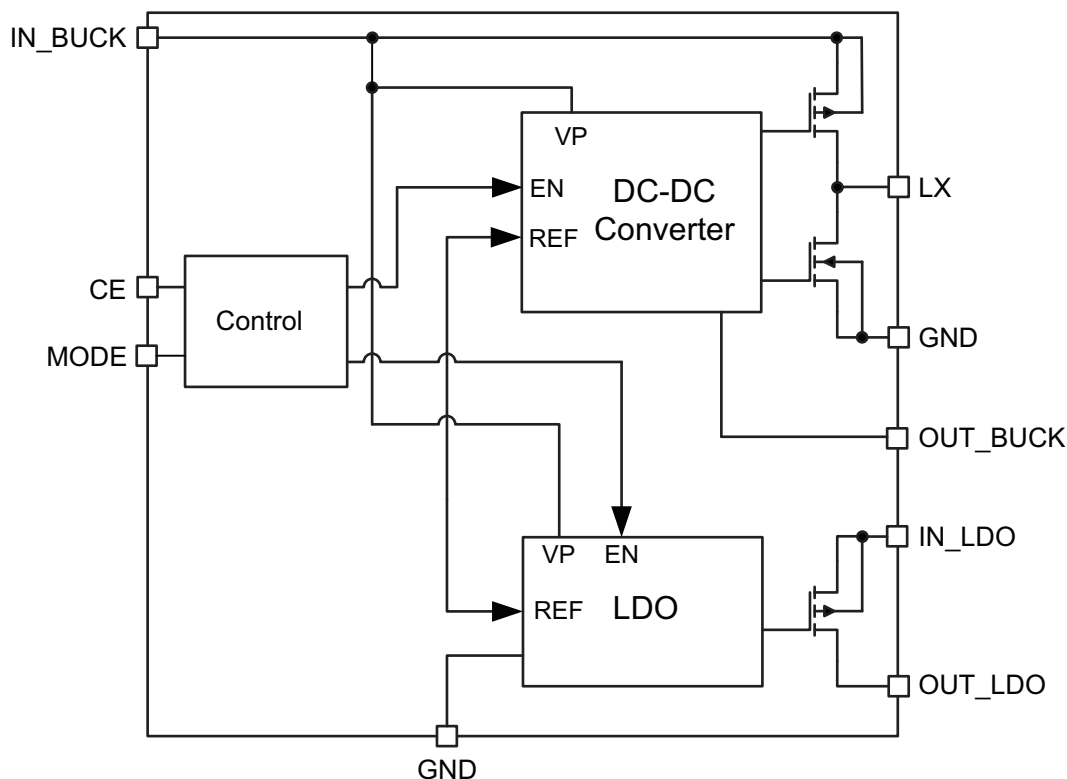 IN_BUCK
VP
EN
DC-DC
Converter
REF
LX
CE
Control
MODE
GND
OUT_BUCK
IN_LDO
VP
EN
REF
LDO
OUT_LDO
GND